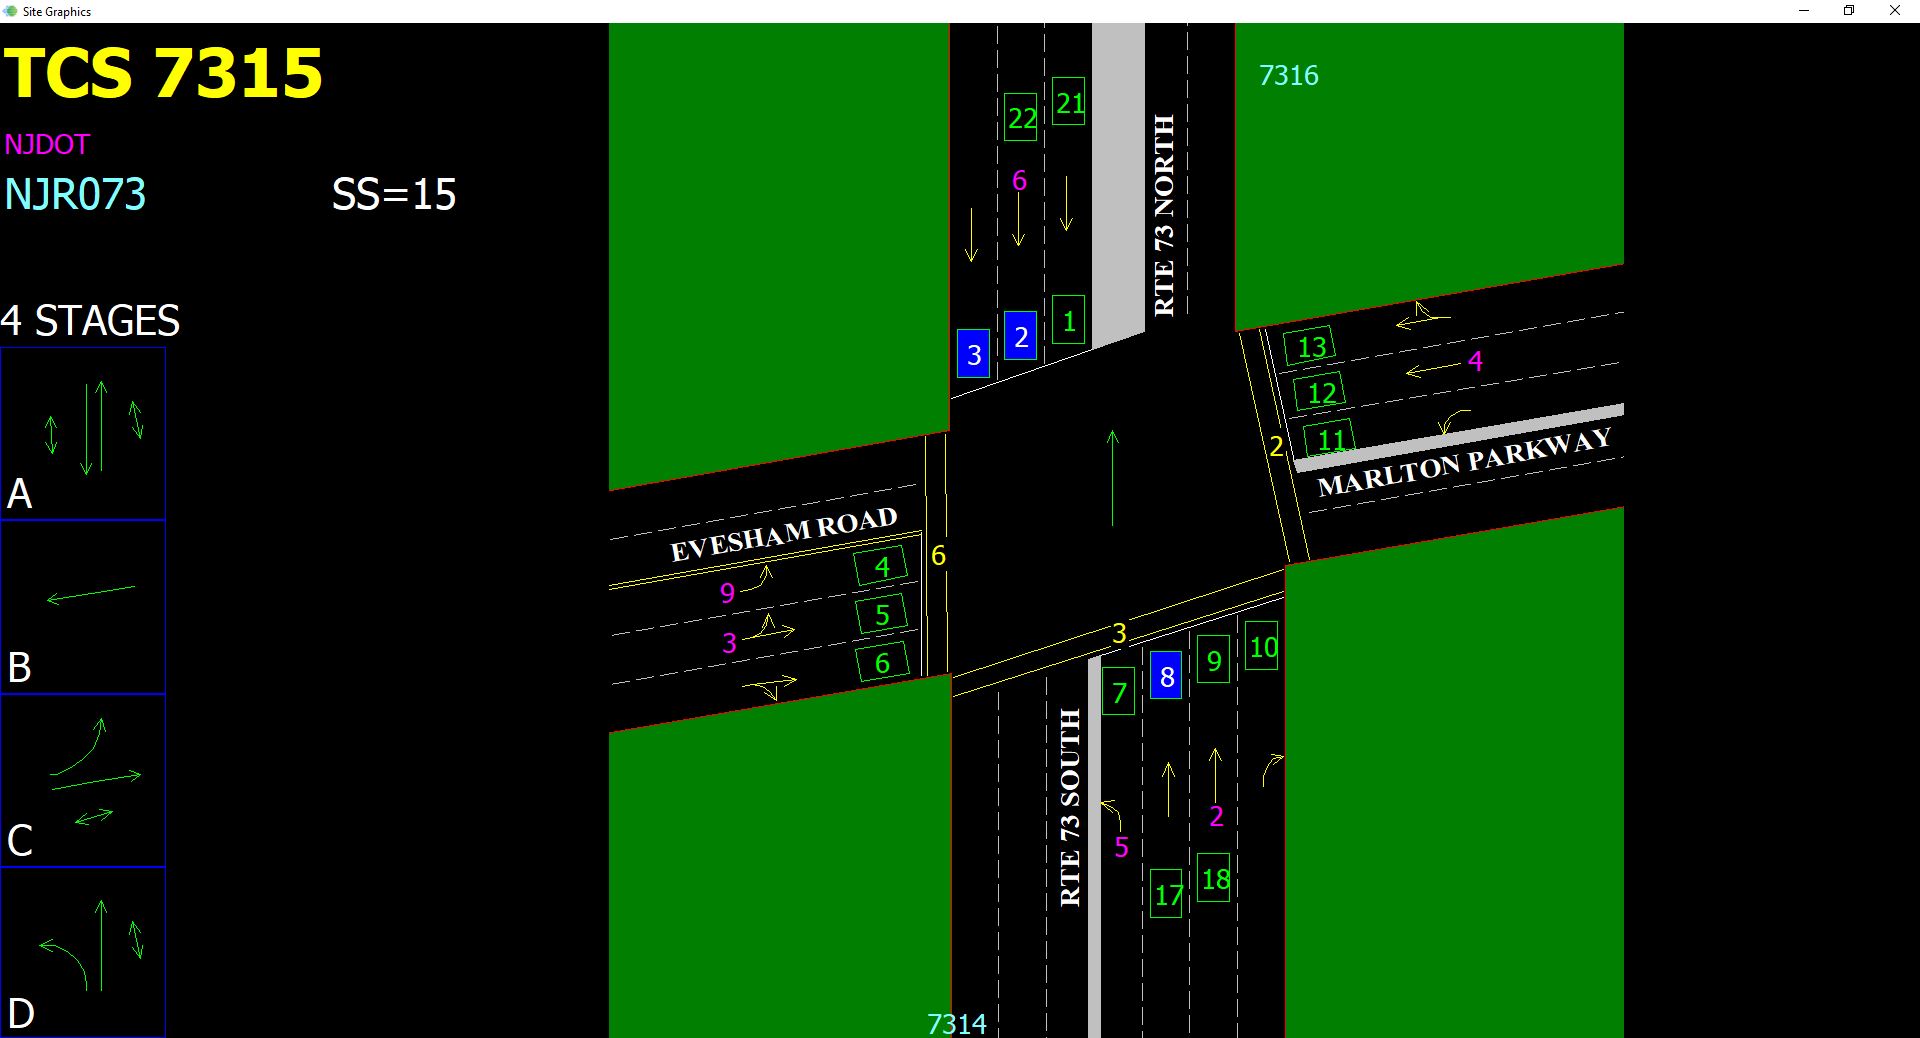 Site Graphics
TCS 7315
NJDOT
NJR073
SS=15
4 STAGES
A
B
C
D
7316
22
21
6
RTE 73 NORTH
3
2
1
13
12
11
4
2
MARLTON PARKWAY
EVESHAM ROAD
9
3
4
5
6
6
3
7
8
9
10
RTE 73 SOUTH
5
2
17
18
7314